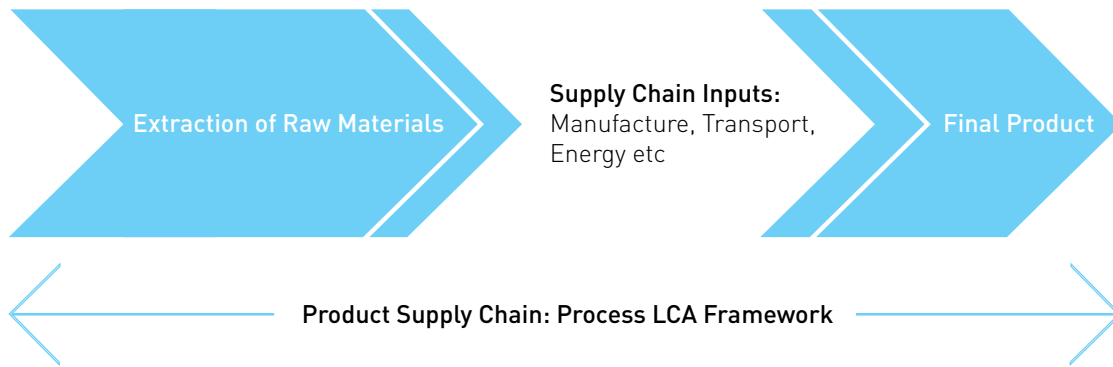 Extraction of Raw Materials
Supply Chain Inputs:
Manufacture, Transport,
Energy etc
Final Product
Product Supply Chain: Process LCA Framework